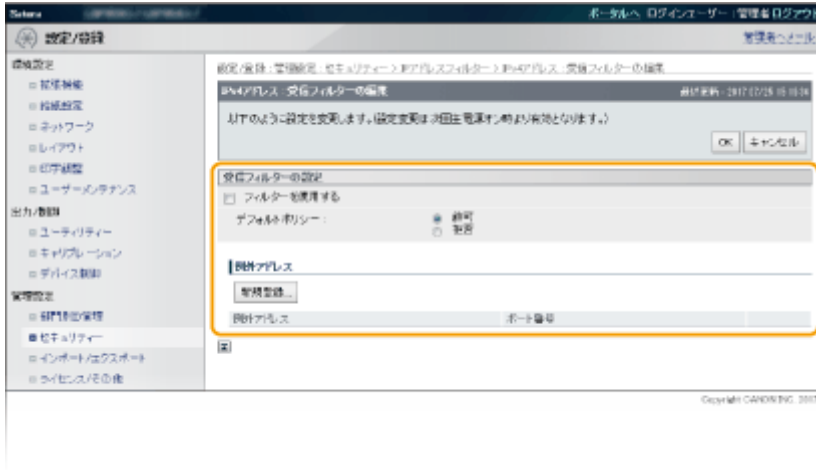 Satera
ポータルへ ログインユーザー : 管理者 ログアウト
設定/登録
管理者へメール
環境設定
拡張機能
給紙設定
ネットワーク
レイアウト
印字調整
ユーザーメンテナンス
出力/制御
ユーティリティー
キャリブレーション
デバイス制御
管理設定
部門別ID管理
セキュリティー
インポート/エクスポート
ライセンス/その他
設定/登録 : 管理設定 : セキュリティー > IPアドレスフィルター > IPv4アドレス : 受信フィルターの編集
IPv4アドレス : 受信フィルターの編集
最終更新 : 2017 07/25
以下のように設定を変更します。(設定変更は次回主電源オン時より有効となります。)
OK キャンセル
受信フィルターの設定
フィルターを使用する
デフォルトポリシー :
許可
拒否
例外アドレス
新規登録...
例外アドレス ポート番号
Copyright CANON INC. 2017